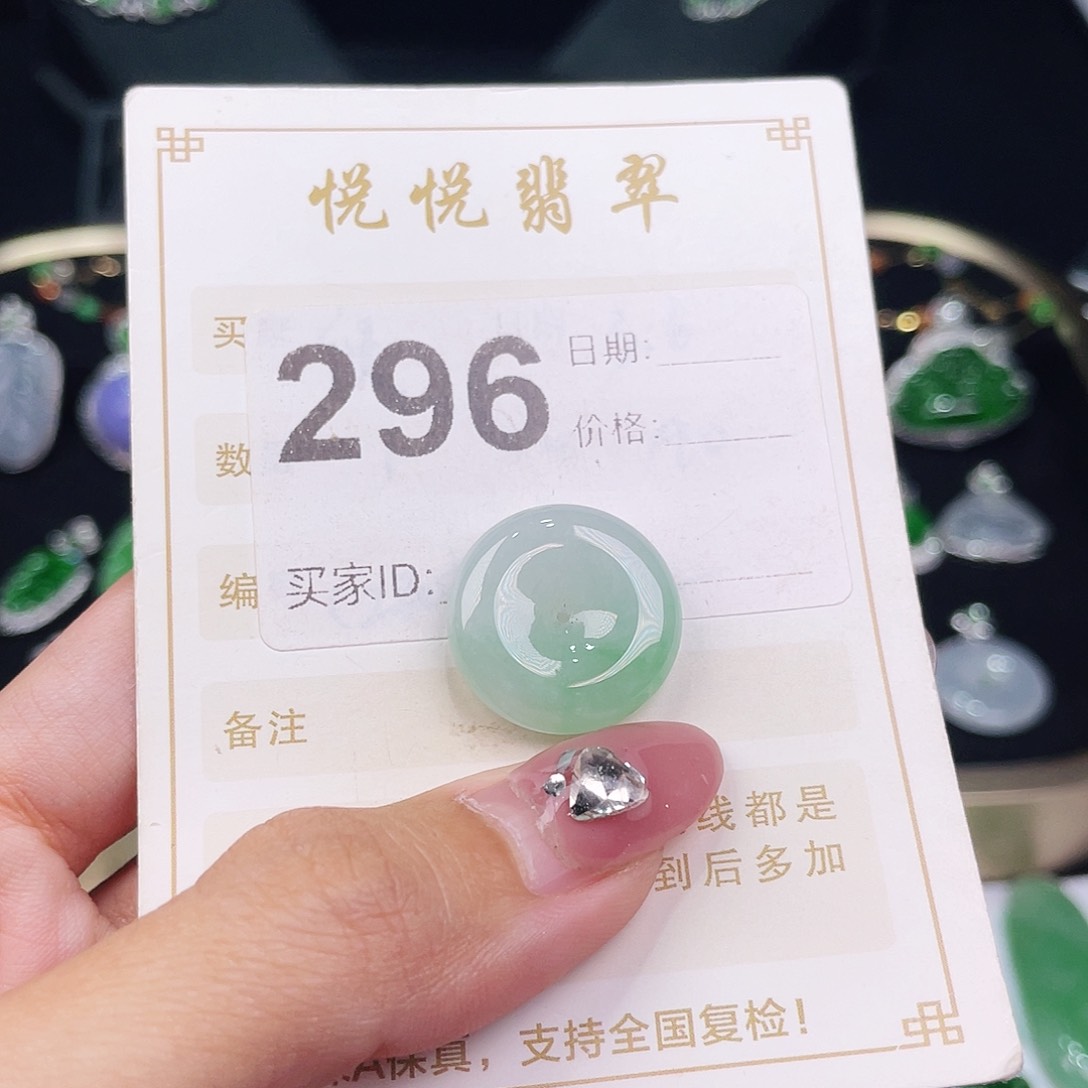 悦悦翡翠
买
296
日期:
价格:
数
编
买家ID:
备注
线都是
到后多加
A保真，支持全国复检！